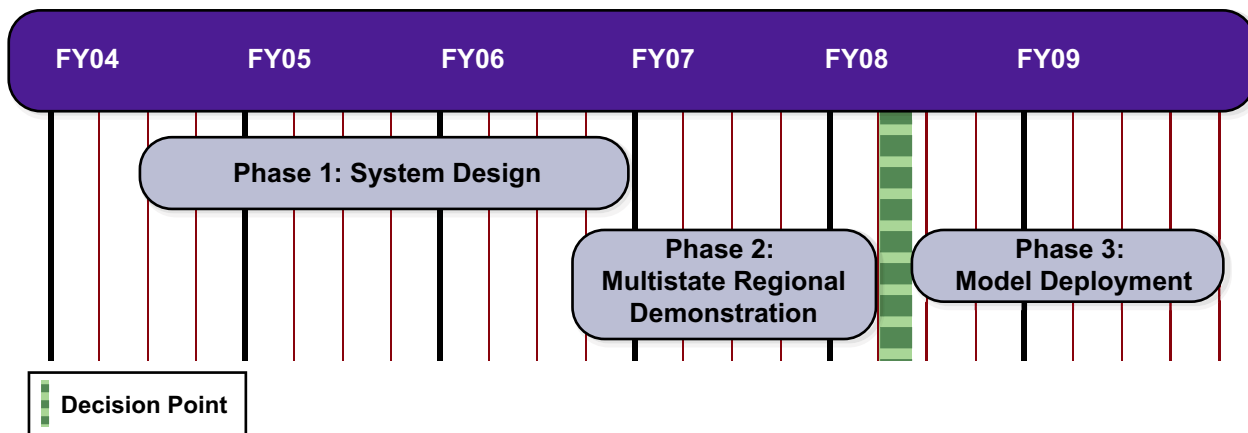 FY04 FY05 FY06 FY07 FY08 FY09
Phase 1: System Design
Phase 2:
Multistate Regional
Demonstration
Phase 3:
Model Deployment
Decision Point